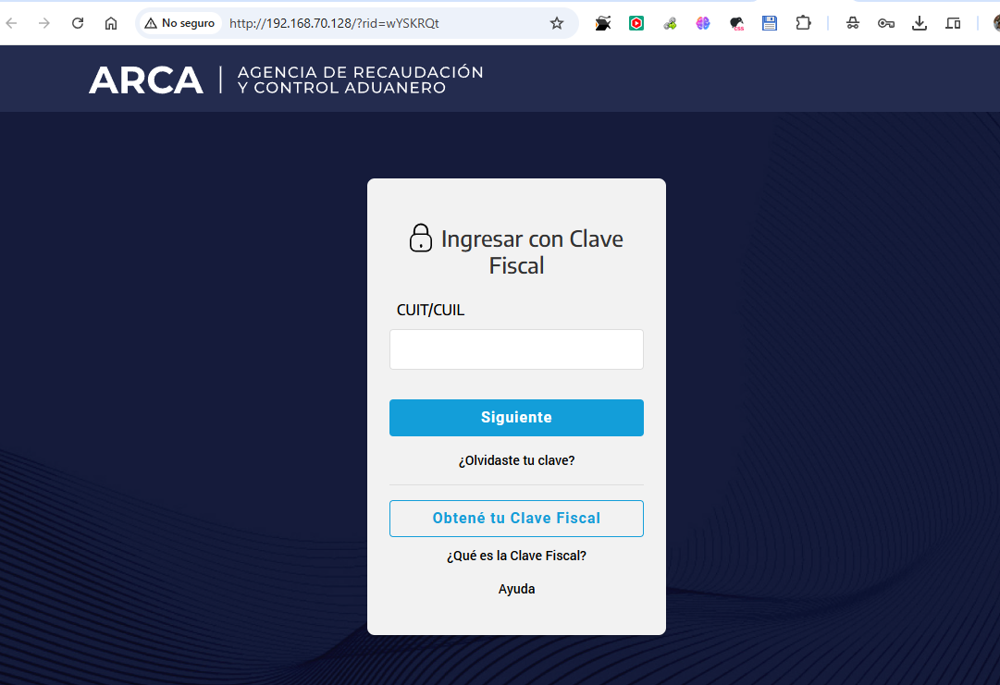 No seguro
http://192.168.70.128/?rid=wYSKRQt
css
ARCA
AGENCIA DE RECAUDACIÓN
Y CONTROL ADUANERO
Ingresar con Clave
Fiscal
CUIT/CUIL
Siguiente
¿Olvidaste tu clave?
Obtené tu Clave Fiscal
¿Qué es la Clave Fiscal?
Ayuda